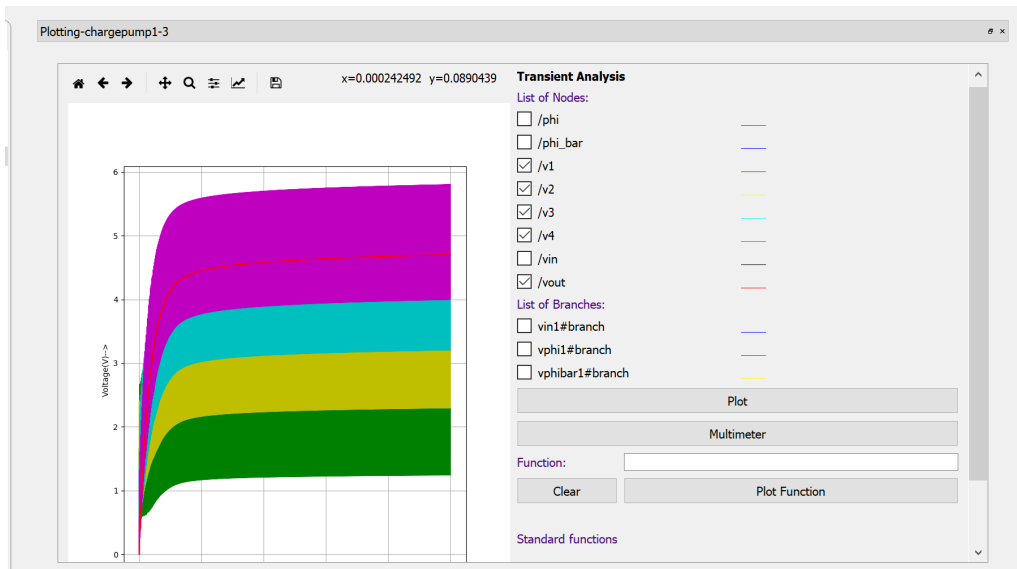 Plotting-chargepump1-3
x=0.000242492 y=0.0890439
Transient Analysis
List of Nodes:
/phi
/phi_bar
/v1
/v2
/v3
/v4
/vin
/vout
List of Branches:
vin1#branch
vphi1#branch
vphibar1#branch
Plot
Multimeter
Function:
Clear
Plot Function
Standard functions
6
5
4
3
2
1
0
Voltage(V)-->